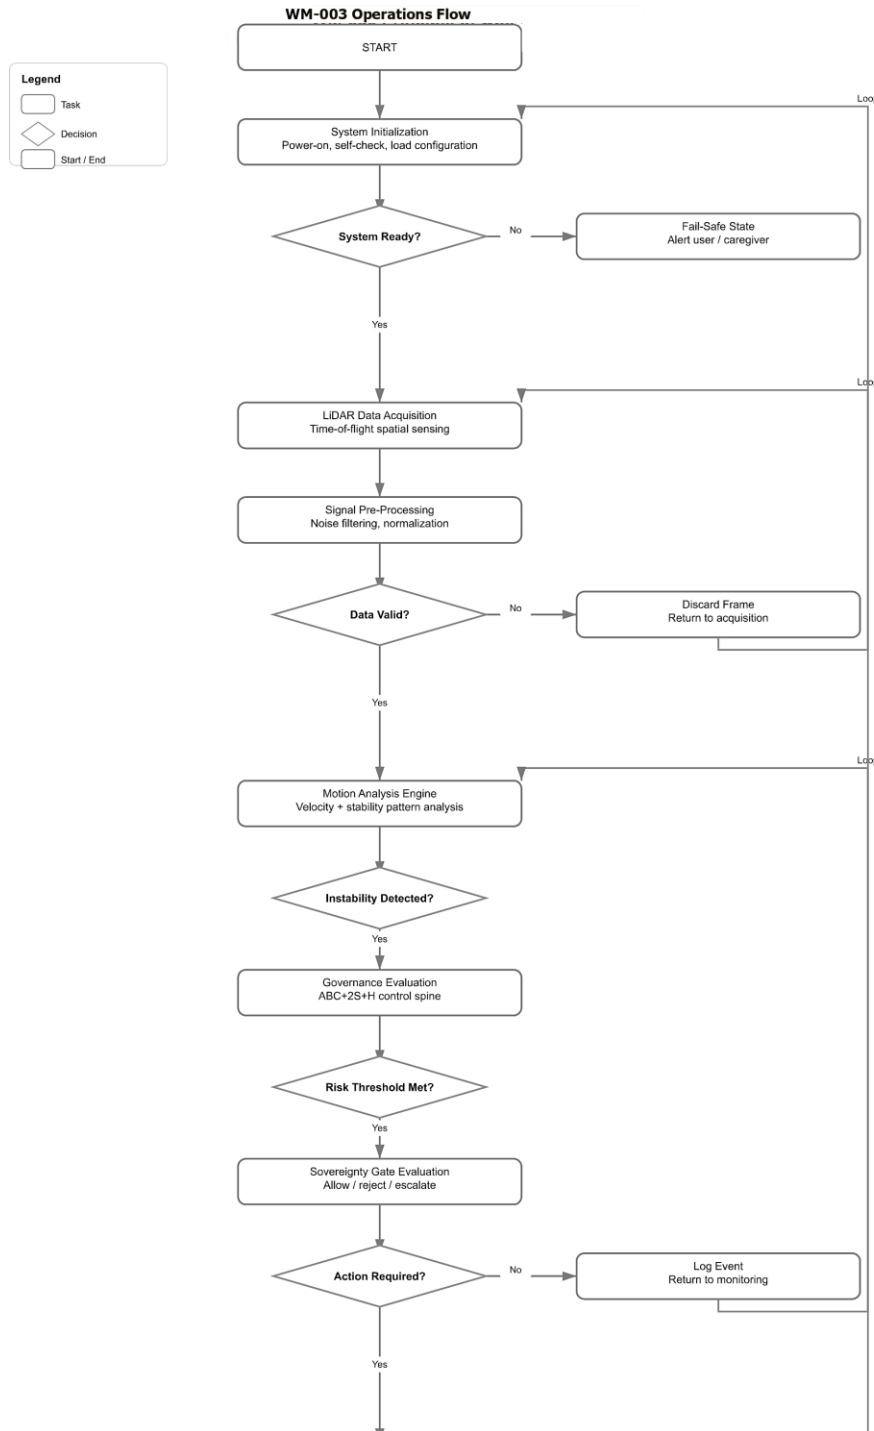 WM-003 Operations Flow
START
Legend
Task
Decision
Start / End
Loo
System Initialization
Power-on, self-check, load configuration
System Ready?
No
Fail-Safe State
Alert user / caregiver
Yes
Loo
LiDAR Data Acquisition
Time-of-flight spatial sensing
Signal Pre-Processing
Noise filtering, normalization
Data Valid?
No
Discard Frame
Return to acquisition
Yes
Loo
Motion Analysis Engine
Velocity + stability pattern analysis
Instability Detected?
Yes
Governance Evaluation
ABC+2S+H control spine
Risk Threshold Met?
Yes
Sovereignty Gate Evaluation
Allow / reject / escalate
Action Required?
No
Log Event
Return to monitoring
Yes